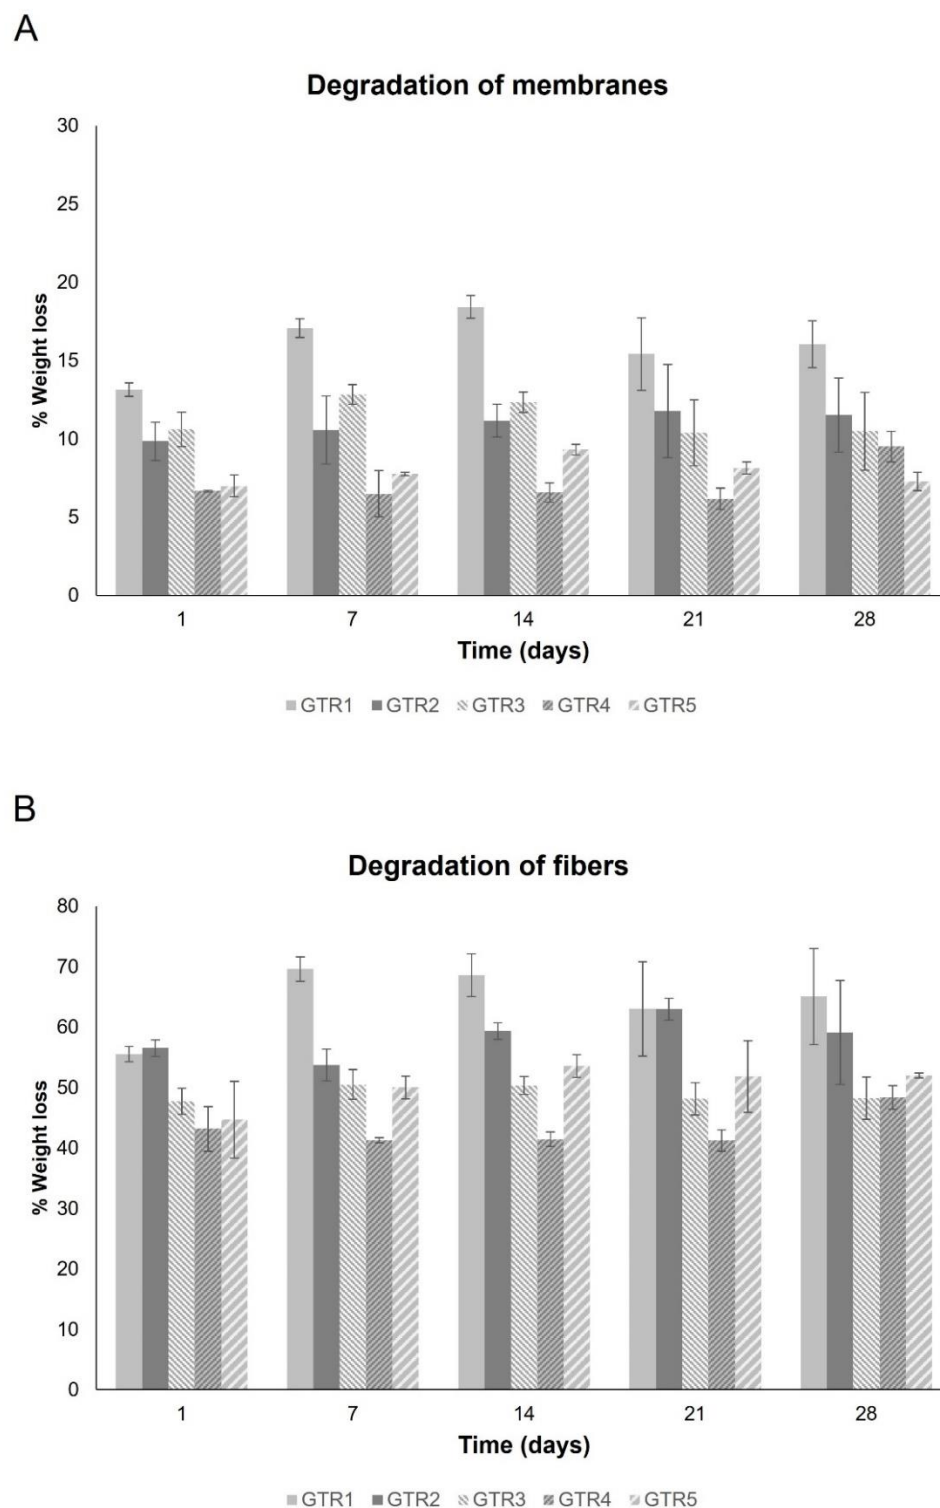 A
Degradation of membranes
30
25
20
15
10
5
0
% Weight loss
1 7 14 21 28
Time (days)
GTR1 GTR2 GTR3 GTR4 GTR5
B
Degradation of fibers
80
70
60
50
40
30
20
10
0
% Weight loss
1 7 14 21 28
Time (days)
GTR1 GTR2 GTR3 GTR4 GTR5